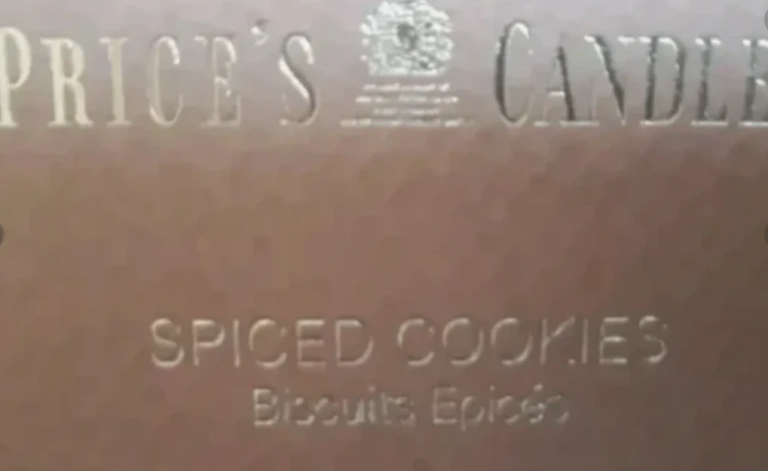 PRICE'S CANDLE
SPICED COOKIES
Biscuits Epicés